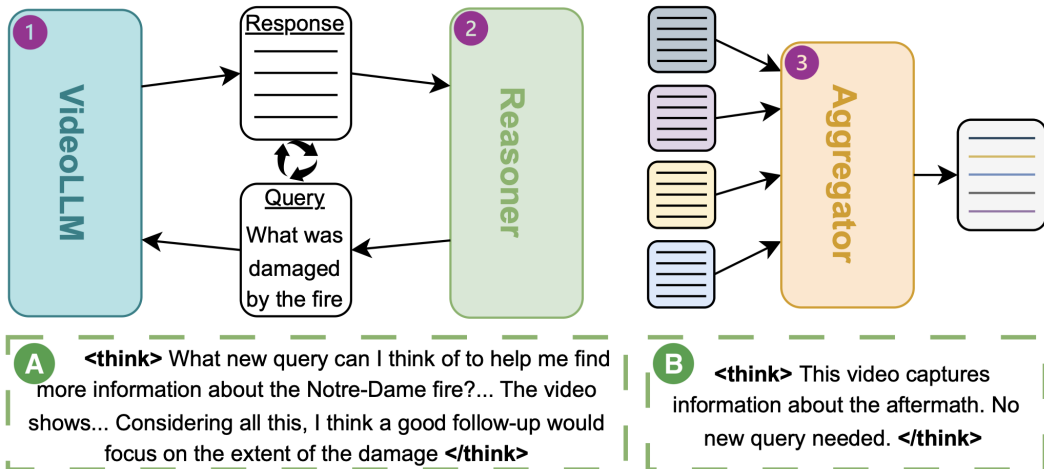 1
VideoLLM
Response
2
Reasoner
Query
What was
damaged
by the fire
3
Aggregator
A
<think> What new query can I think of to help me find
more information about the Notre-Dame fire?... The video
shows... Considering all this, I think a good follow-up would
focus on the extent of the damage </think>
B
<think> This video captures
information about the aftermath. No
new query needed. </think>